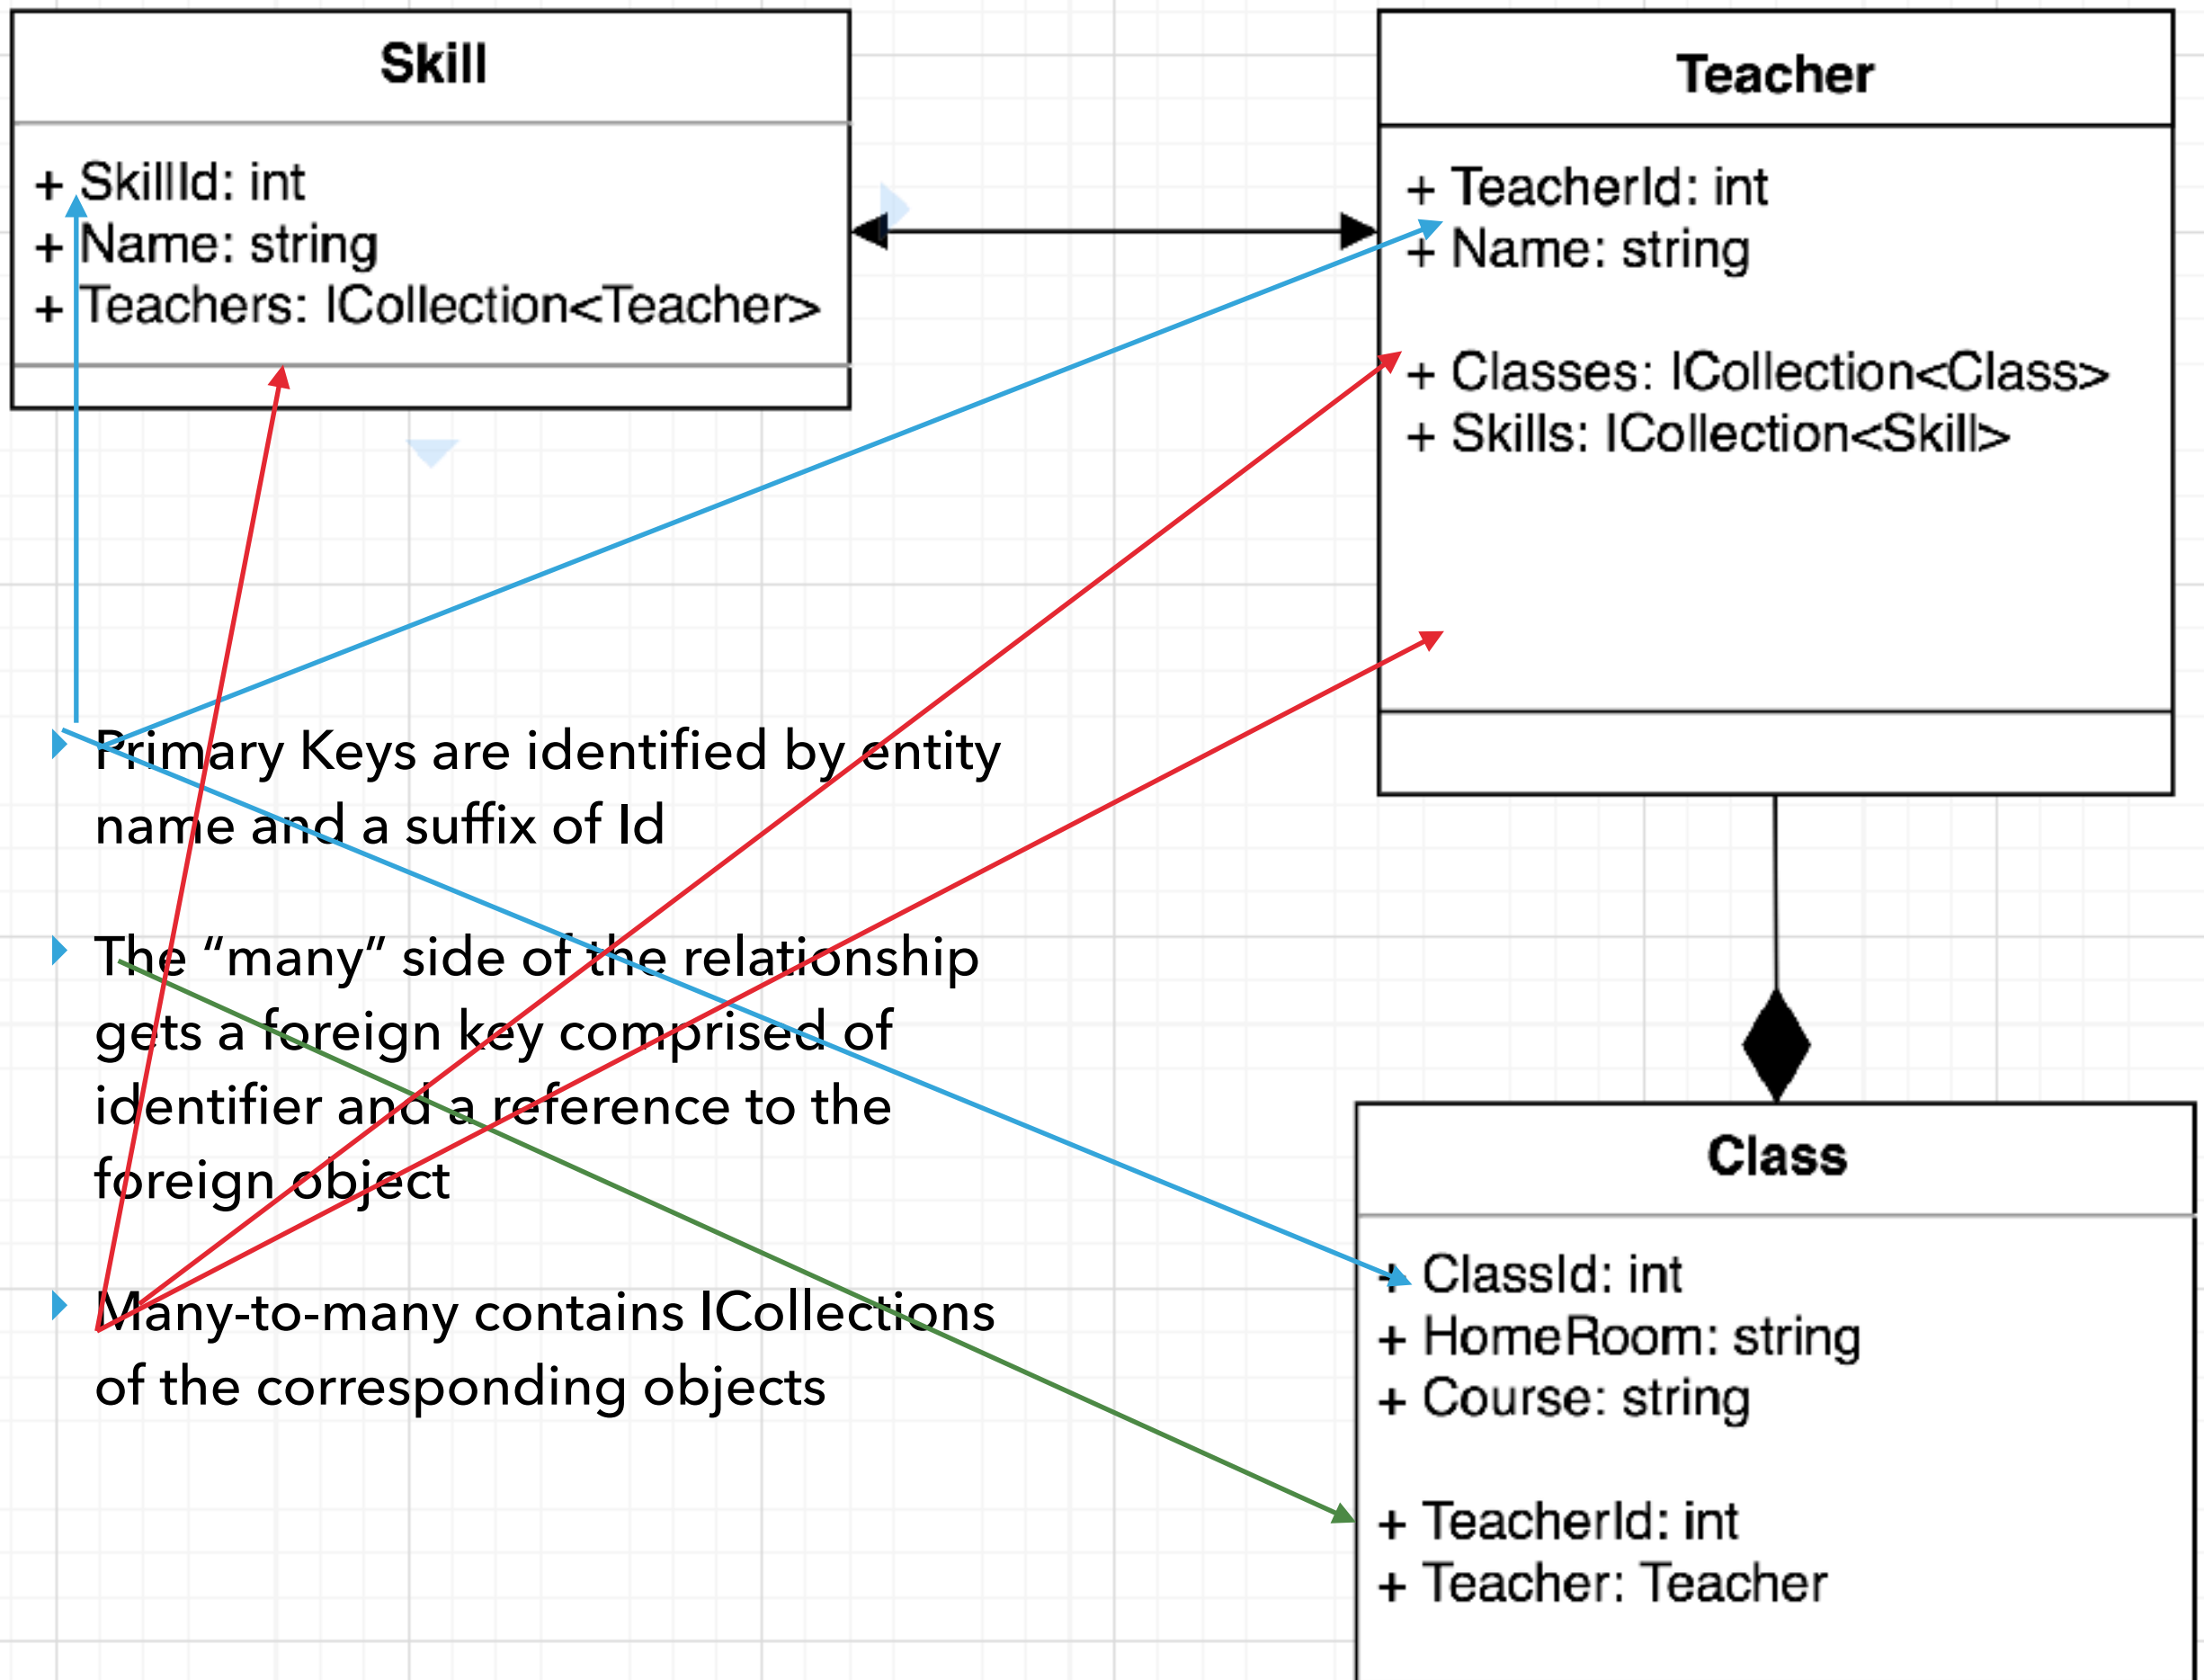 Skill
+ SkillId: int
+ Name: string
+ Teachers: ICollection<Teacher>
Teacher
+ TeacherId: int
+ Name: string
+ Classes: ICollection<Class>
+ Skills: ICollection<Skill>
Primary Keys are identified by entity
name and a suffix of Id
The “many” side of the relationship
gets a foreign key comprised of
identifier and a reference to the
foreign object
Many-to-many contains ICollections
of the corresponding objects
Class
+ ClassId: int
+ HomeRoom: string
+ Course: string
+ TeacherId: int
+ Teacher: Teacher